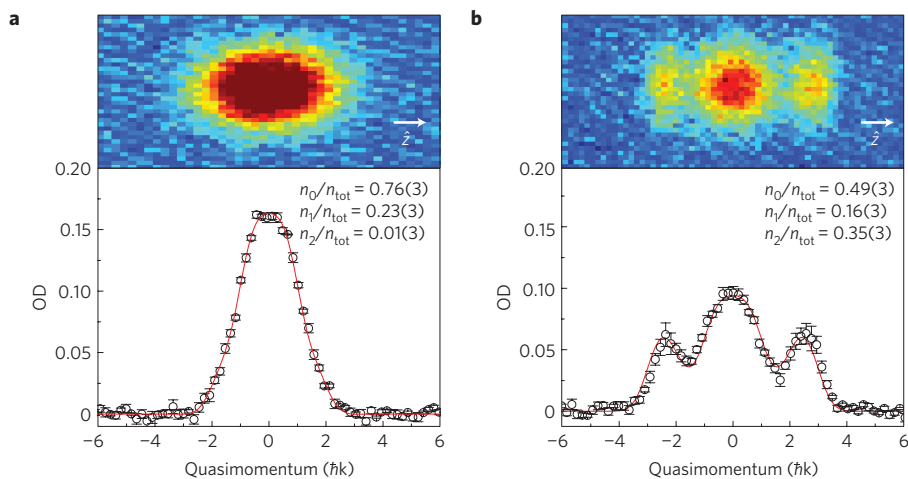 a
ẑ
0.20
n0/ntot = 0.76(3)
n1/ntot = 0.23(3)
n2/ntot = 0.01(3)
0.15
OD
0.10
0.05
0
−6 −4 −2 0 2 4 6
Quasimomentum (ħk)
b
ẑ
0.20
n0/ntot = 0.49(3)
n1/ntot = 0.16(3)
n2/ntot = 0.35(3)
0.15
OD
0.10
0.05
0
−6 −4 −2 0 2 4 6
Quasimomentum (ħk)